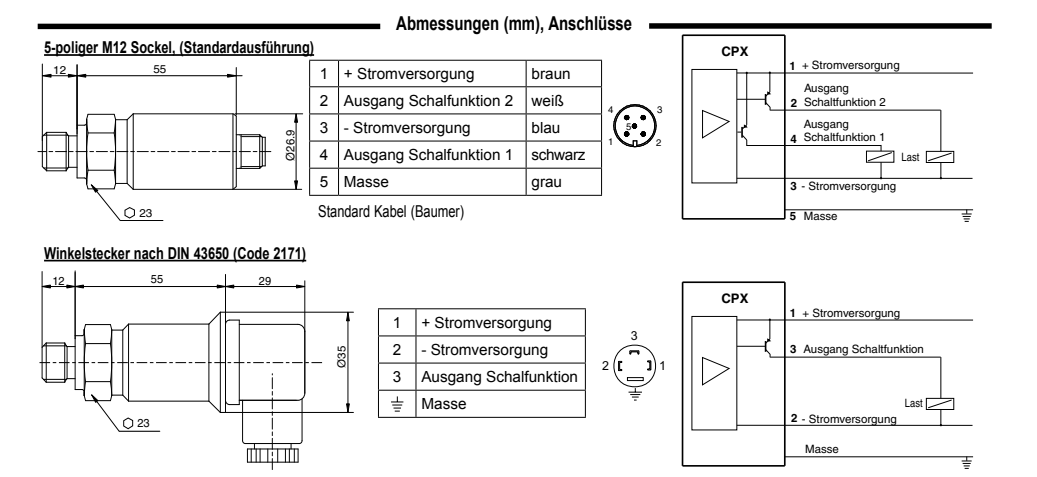 Abmessungen (mm), Anschlüsse
5-poliger M12 Sockel, (Standardausführung)
12
55
Ø26.9
23
1 + Stromversorgung braun
2 Ausgang Schalfunktion 2 weiß
3 - Stromversorgung blau
4 Ausgang Schalfunktion 1 schwarz
5 Masse grau
Standard Kabel (Baumer)
4
3
5
1
2
CPX
1 + Stromversorgung
Ausgang
2 Schaltfunktion 2
Ausgang
4 Schaltfunktion 1
Last
3 - Stromversorgung
5 Masse
Winkelstecker nach DIN 43650 (Code 2171)
12
55
29
Ø35
23
1 + Stromversorgung
2 - Stromversorgung
3 Ausgang Schalfunktion
Masse
3
2
1
CPX
1 + Stromversorgung
3 Ausgang Schaltfunktion
Last
2 - Stromversorgung
Masse